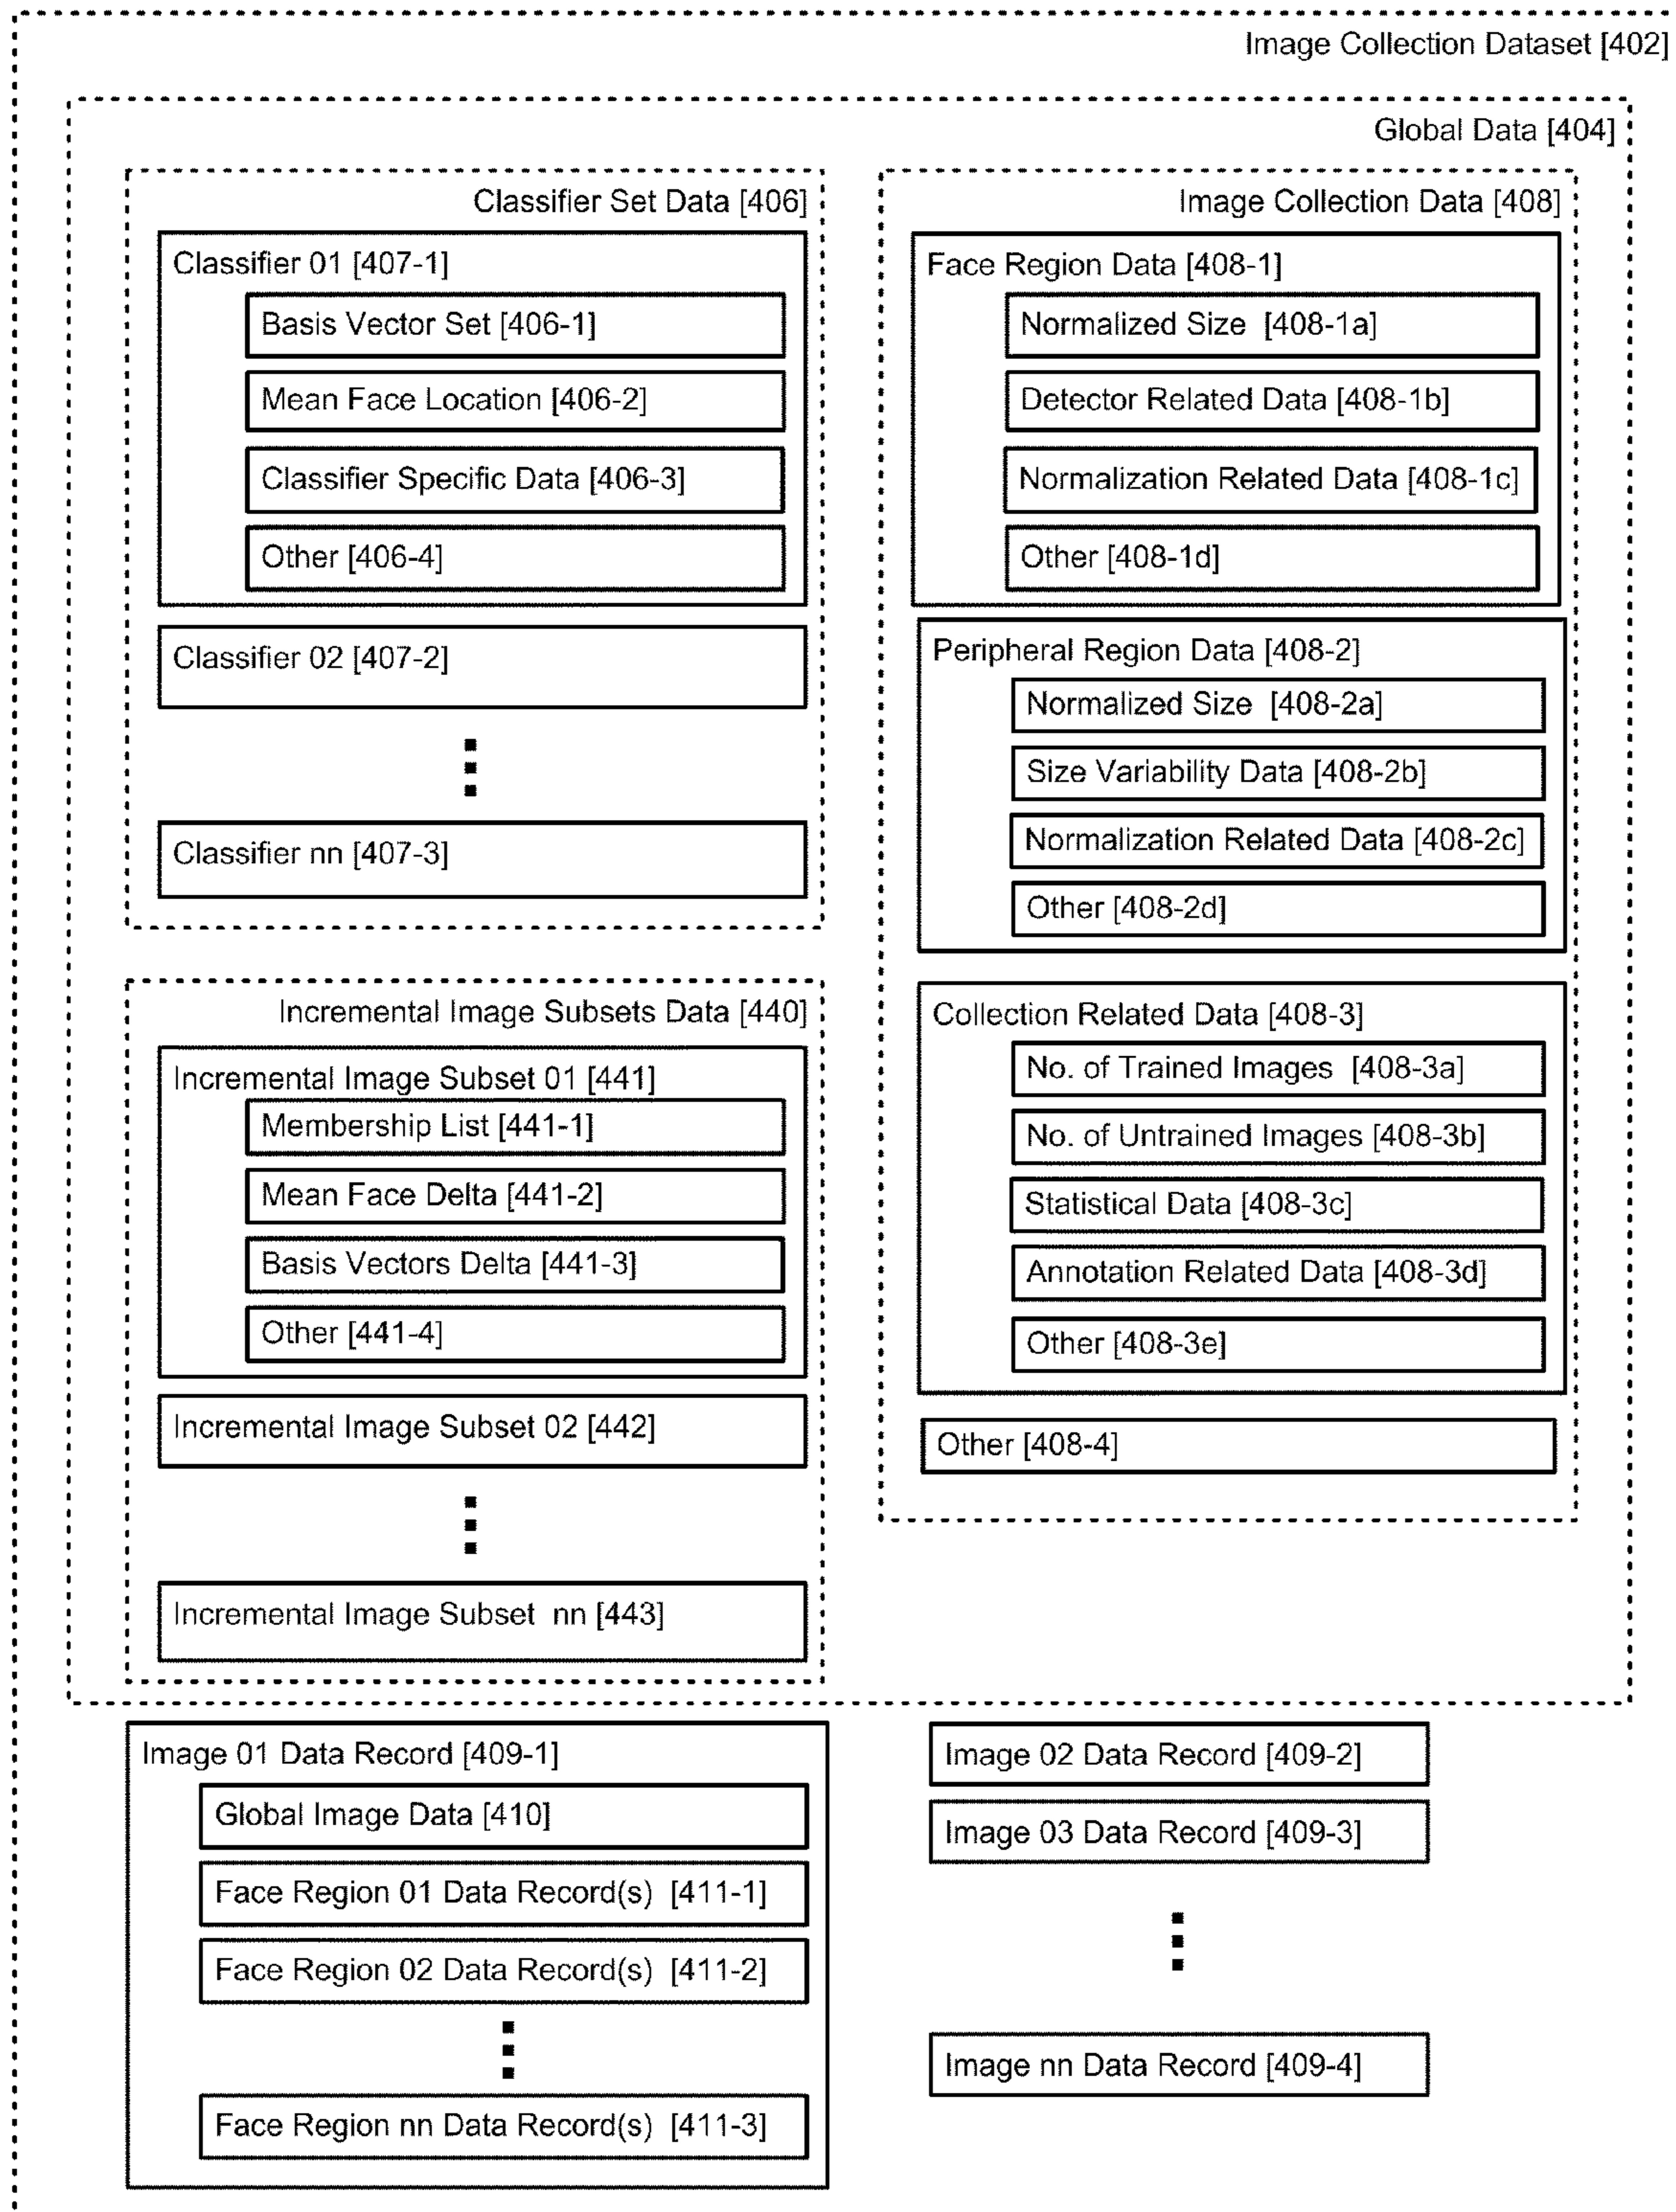 Image Collection Dataset [402]
Global Data [404]
Classifier Set Data [406]
Classifier 01 [407-1]
Basis Vector Set [406-1]
Mean Face Location [406-2]
Classifier Specific Data [406-3]
Other [406-4]
Classifier 02 [407-2]
Classifier nn [407-3]
Incremental Image Subsets Data [440]
Incremental Image Subset 01 [441]
Membership List [441-1]
Mean Face Delta [441-2]
Basis Vectors Delta [441-3]
Other [441-4]
Incremental Image Subset 02 [442]
Incremental Image Subset nn [443]
Image Collection Data [408]
Face Region Data [408-1]
Normalized Size [408-1a]
Detector Related Data [408-1b]
Normalization Related Data [408-1c]
Other [408-1d]
Peripheral Region Data [408-2]
Normalized Size [408-2a]
Size Variability Data [408-2b]
Normalization Related Data [408-2c]
Other [408-2d]
Collection Related Data [408-3]
No. of Trained Images [408-3a]
No. of Untrained Images [408-3b]
Statistical Data [408-3c]
Annotation Related Data [408-3d]
Other [408-3e]
Other [408-4]
Image 01 Data Record [409-1]
Global Image Data [410]
Face Region 01 Data Record(s) [411-1]
Face Region 02 Data Record(s) [411-2]
Face Region nn Data Record(s) [411-3]
Image 02 Data Record [409-2]
Image 03 Data Record [409-3]
Image nn Data Record [409-4]